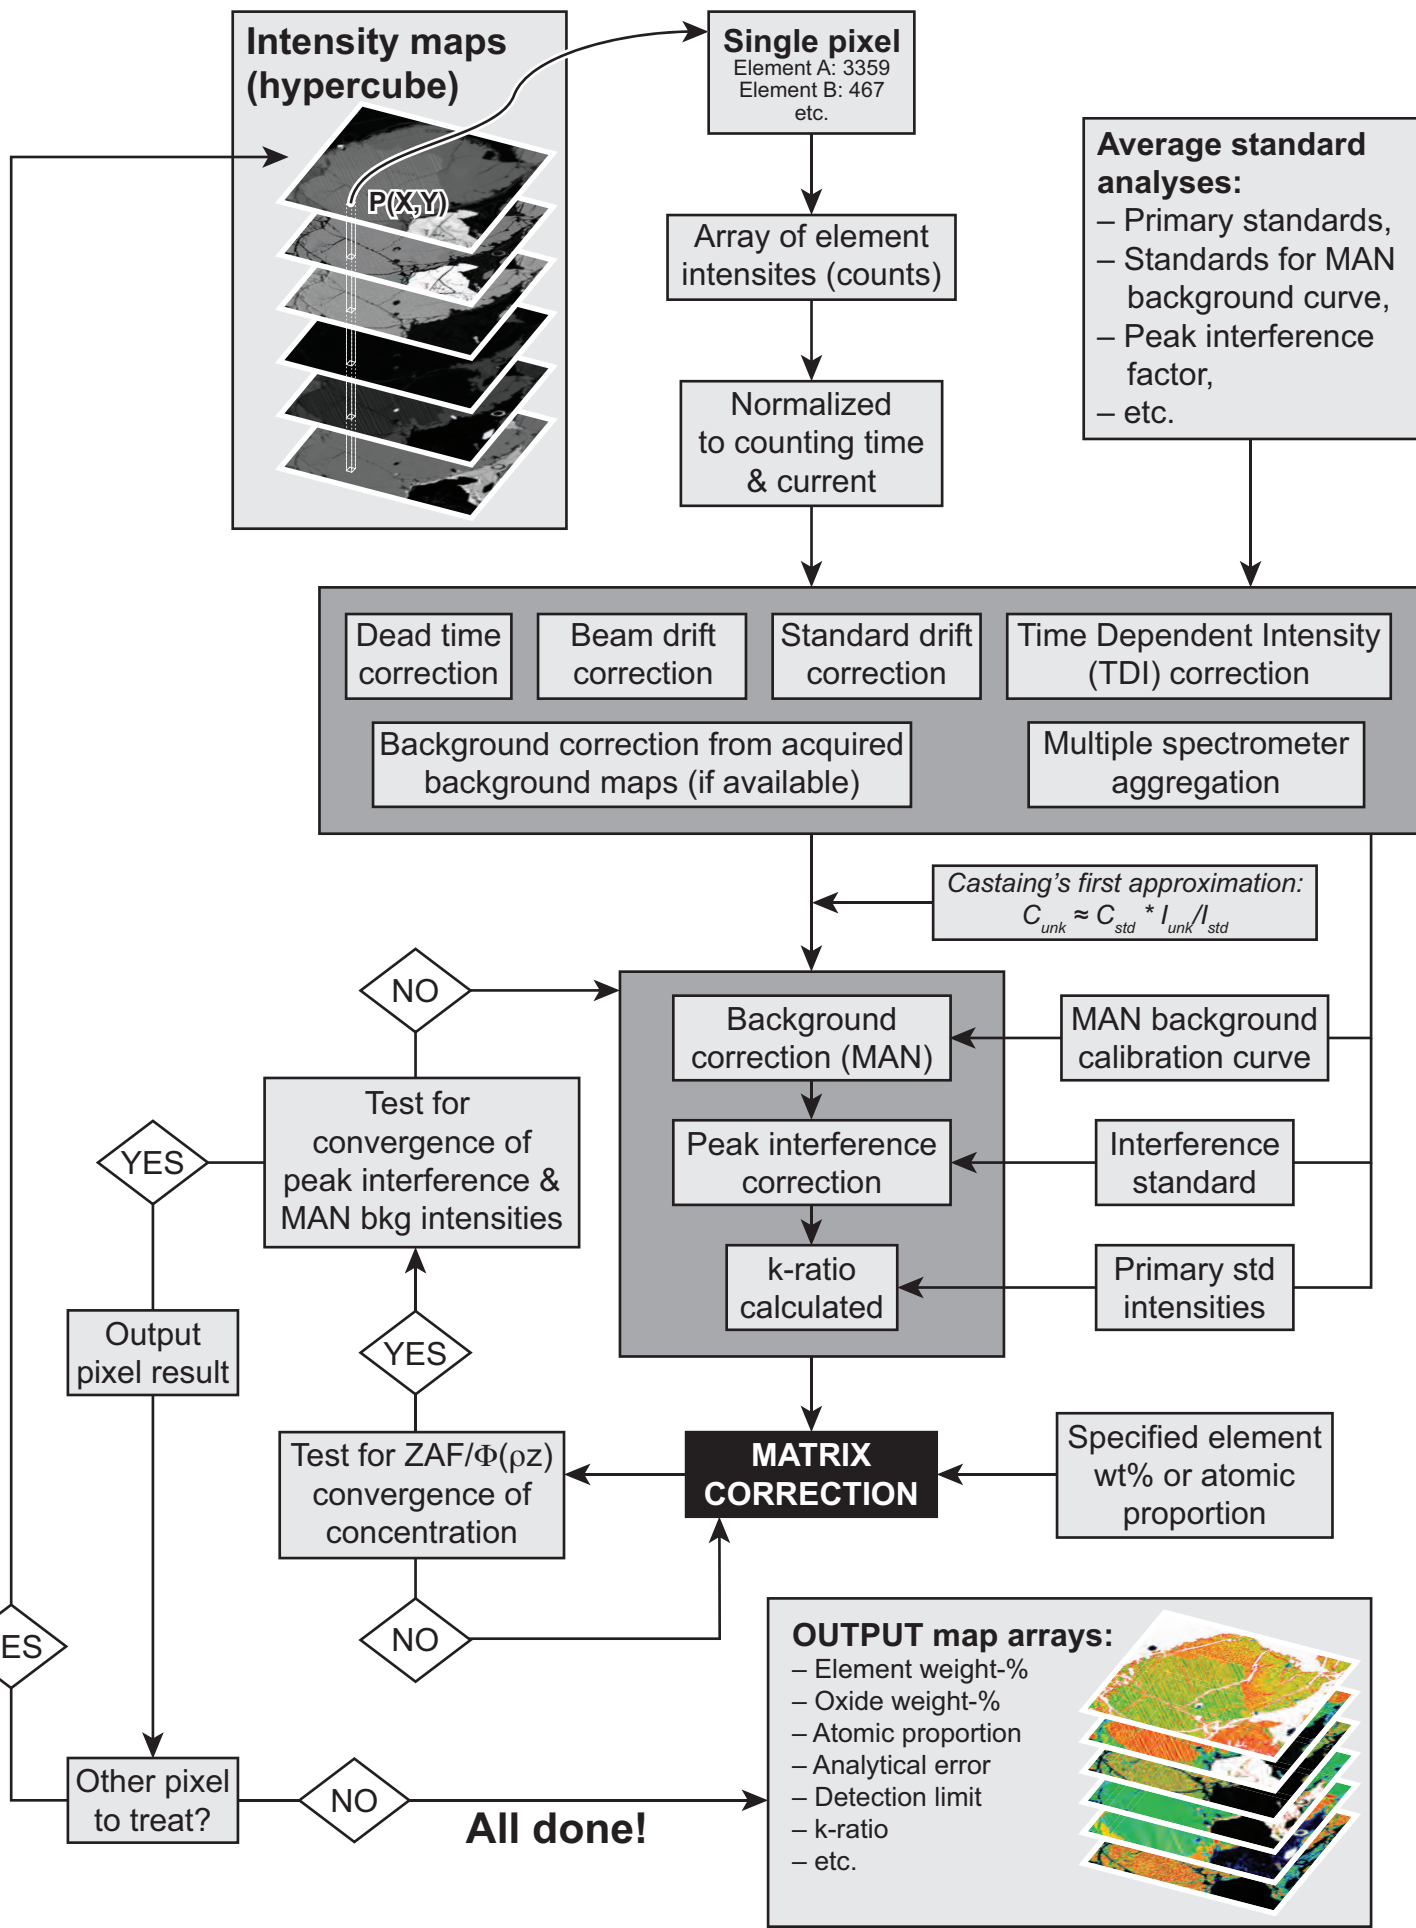 Intensity maps
(hypercube)
P(X,Y)
Single pixel
Element A: 3359
Element B: 467
etc.
Average standard
analyses:
– Primary standards,
– Standards for MAN
background curve,
– Peak interference
factor,
– etc.
Array of element
intensites (counts)
Normalized
to counting time
& current
Dead time
correction
Beam drift
correction
Standard drift
correction
Time Dependent Intensity
(TDI) correction
Background correction from acquired
background maps (if available)
Multiple spectrometer
aggregation
Castaing's first approximation:
C_unk ≈ C_std * I_unk/I_std
NO
Background
correction (MAN)
MAN background
calibration curve
Test for
convergence of
peak interference &
MAN bkg intensities
YES
Peak interference
correction
Interference
standard
k-ratio
calculated
Primary std
intensities
Output
pixel result
YES
Test for ZAF/Φ(ρz)
convergence of
concentration
MATRIX
CORRECTION
Specified element
wt% or atomic
proportion
NO
ES
OUTPUT map arrays:
– Element weight-%
– Oxide weight-%
– Atomic proportion
– Analytical error
– Detection limit
– k-ratio
– etc.
Other pixel
to treat?
NO
All done!